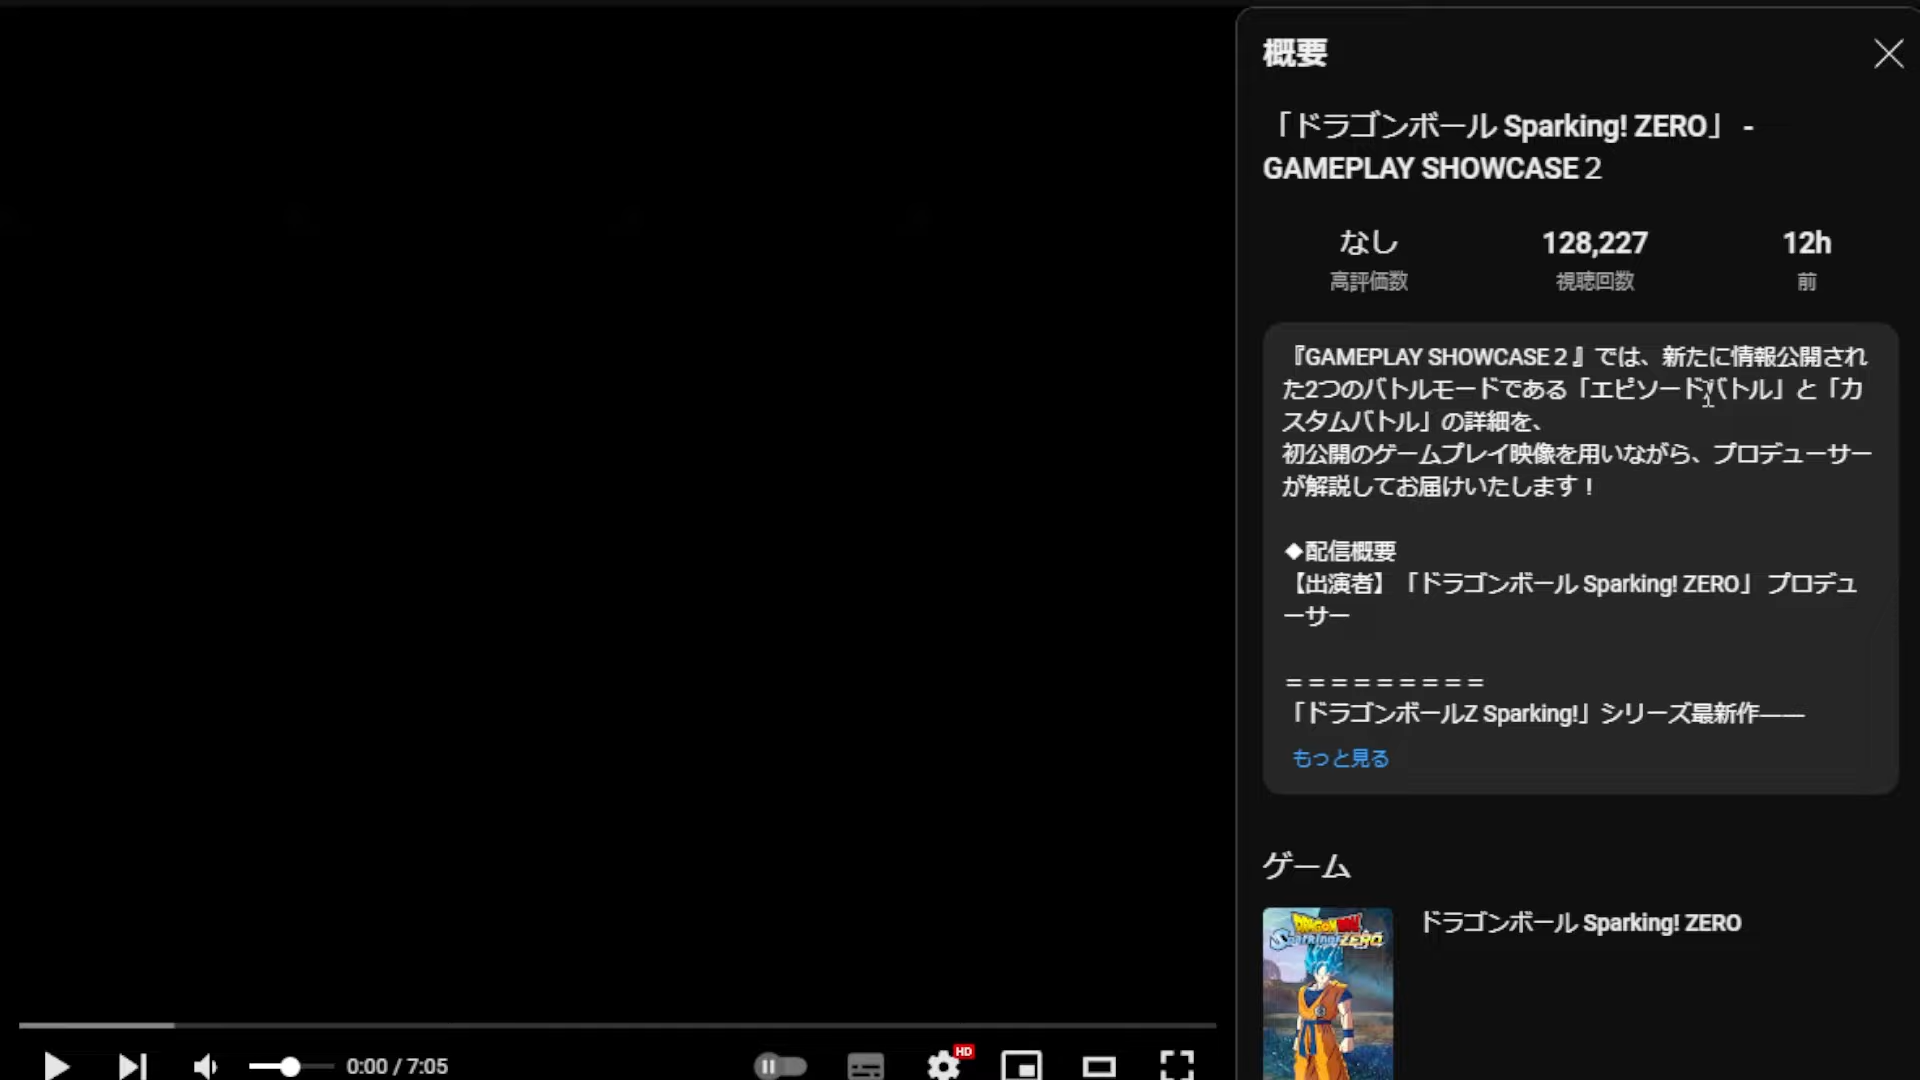 概要
「ドラゴンボール Sparking! ZERO」 -
GAMEPLAY SHOWCASE２
なし
128,227
12h
高評価数
視聴回数
前
『GAMEPLAY SHOWCASE２』では、新たに情報公開され
た2つのバトルモードである「エピソードバトル」と「カ
スタムバトル」の詳細を、
初公開のゲームプレイ映像を用いながら、プロデューサー
が解説してお届けいたします！
◆配信概要
【出演者】「ドラゴンボール Sparking! ZERO」 プロデュ
ーサー
＝＝＝＝＝＝＝＝＝
「ドラゴンボールZ Sparking!」シリーズ最新作——
もっと見る
ゲーム
DRAGON BALL
SPARKING! ZERO
ドラゴンボール Sparking! ZERO
0:00 / 7:05
HD